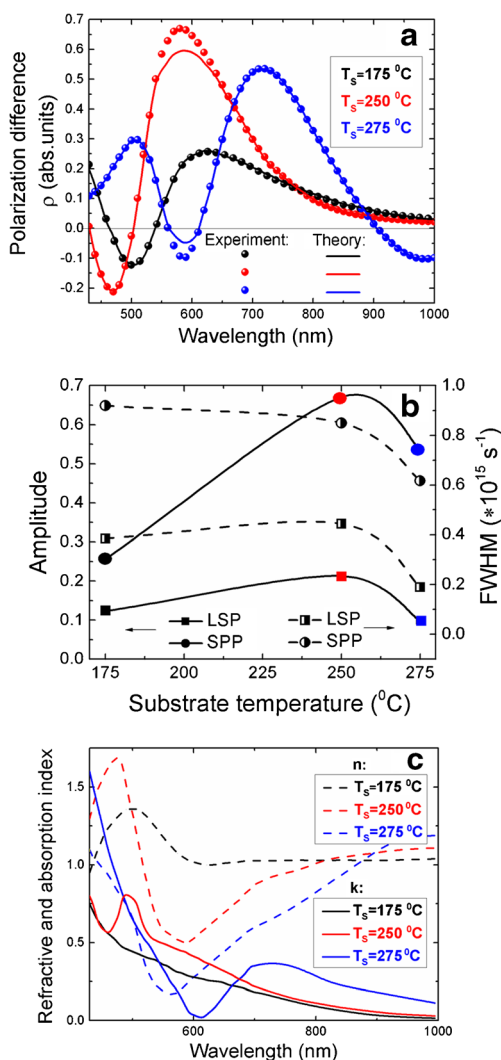 a
0.7
0.6
0.5
0.4
0.3
0.2
0.1
0.0
-0.1
-0.2
Polarization difference
ρ (abs.units)
T_S=175 ⁰C
T_S=250 ⁰C
T_S=275 ⁰C
Experiment: Theory:
500 600 700 800 900 1000
Wavelength (nm)
b
0.7
0.6
0.5
0.4
0.3
0.2
0.1
0.0
Amplitude
1.0
0.8
0.6
0.4
0.2
0.0
FWHM (*10¹⁵ s⁻¹)
LSP LSP
SPP SPP
175 200 225 250 275
Substrate temperature (⁰C)
c
1.5
1.0
0.5
0.0
Refractive and absorption index
n:
T_S=175 ⁰C
T_S=250 ⁰C
T_S=275 ⁰C
k:
T_S=175 ⁰C
T_S=250 ⁰C
T_S=275 ⁰C
600 800 1000
Wavelength (nm)